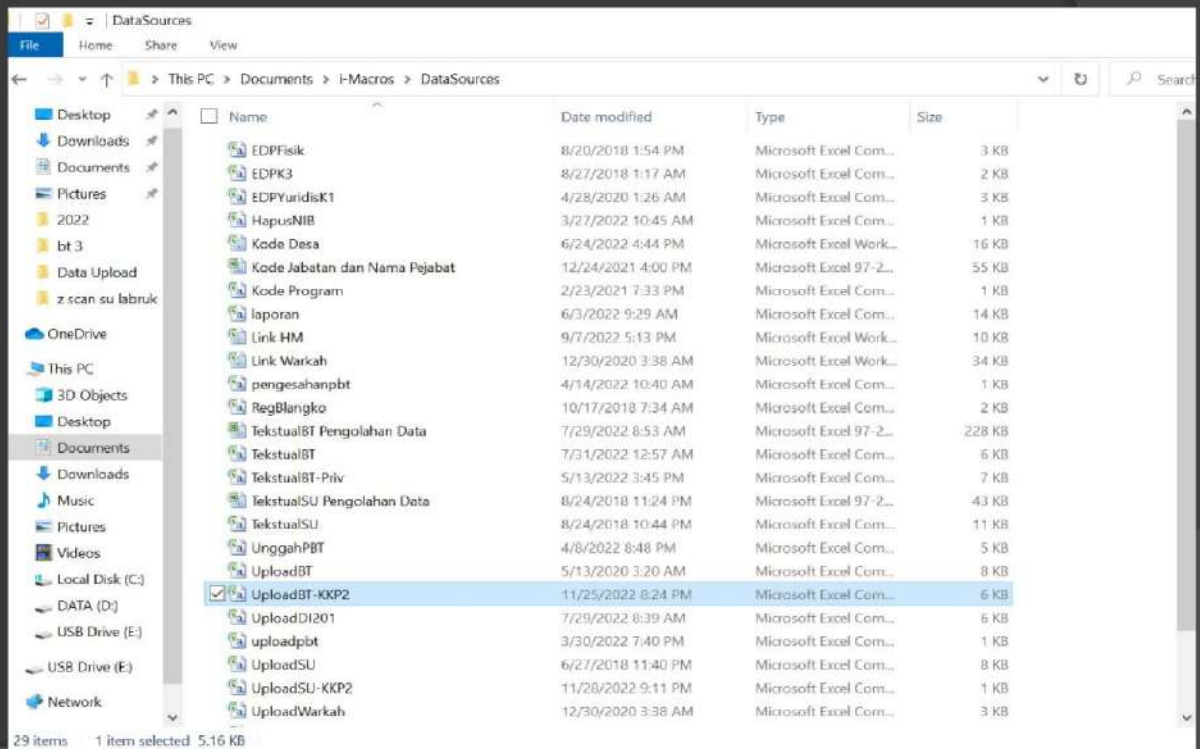 DataSources
File Home Share View
This PC > Documents > i-Macros > DataSources
Search
Desktop
Downloads
Documents
Pictures
2022
bt 3
Data Upload
z scan su labruk
OneDrive
This PC
3D Objects
Desktop
Documents
Downloads
Music
Pictures
Videos
Local Disk (C:)
DATA (D:)
USB Drive (E:)
USB Drive (E:)
Network
Name Date modified Type Size
EDPFisik 8/20/2018 1:54 PM Microsoft Excel Com... 3 KB
EDPK3 8/27/2018 1:17 AM Microsoft Excel Com... 2 KB
EDPYuridisK1 4/28/2020 1:26 AM Microsoft Excel Com... 3 KB
HapusNIB 3/27/2022 10:45 AM Microsoft Excel Com... 1 KB
Kode Desa 6/24/2022 4:44 PM Microsoft Excel Work... 16 KB
Kode Jabatan dan Nama Pejabat 12/24/2021 4:00 PM Microsoft Excel 97-2... 55 KB
Kode Program 2/23/2021 7:33 PM Microsoft Excel Com... 1 KB
laporan 6/3/2022 9:29 AM Microsoft Excel Com... 14 KB
Link HM 9/7/2022 5:13 PM Microsoft Excel Work... 10 KB
Link Warkah 12/30/2020 3:38 AM Microsoft Excel Work... 34 KB
pengesahanpbt 4/14/2022 10:40 AM Microsoft Excel Com... 1 KB
RegBlangko 10/17/2018 7:34 AM Microsoft Excel Com... 2 KB
TekstualBT Pengolahan Data 7/29/2022 8:53 AM Microsoft Excel 97-2... 228 KB
TekstualBT 7/31/2022 12:57 AM Microsoft Excel Com... 6 KB
TekstualBT-Priv 5/13/2022 3:45 PM Microsoft Excel Com... 7 KB
TekstualSU Pengolahan Data 8/24/2018 11:24 PM Microsoft Excel 97-2... 43 KB
TekstualSU 8/24/2018 10:44 PM Microsoft Excel Com... 11 KB
UnggahPBT 4/8/2022 8:48 PM Microsoft Excel Com... 5 KB
UploadBT 5/13/2020 3:20 AM Microsoft Excel Com... 8 KB
UploadBT-KKP2 11/25/2022 8:24 PM Microsoft Excel Com... 6 KB
UploadDI201 7/29/2022 8:39 AM Microsoft Excel Com... 6 KB
uploadpbt 3/30/2022 7:40 PM Microsoft Excel Com... 1 KB
UploadSU 6/27/2018 11:40 PM Microsoft Excel Com... 8 KB
UploadSU-KKP2 11/28/2022 9:11 PM Microsoft Excel Com... 1 KB
UploadWarkah 12/30/2020 3:38 AM Microsoft Excel Com... 3 KB
29 items 1 item selected 5.16 KB